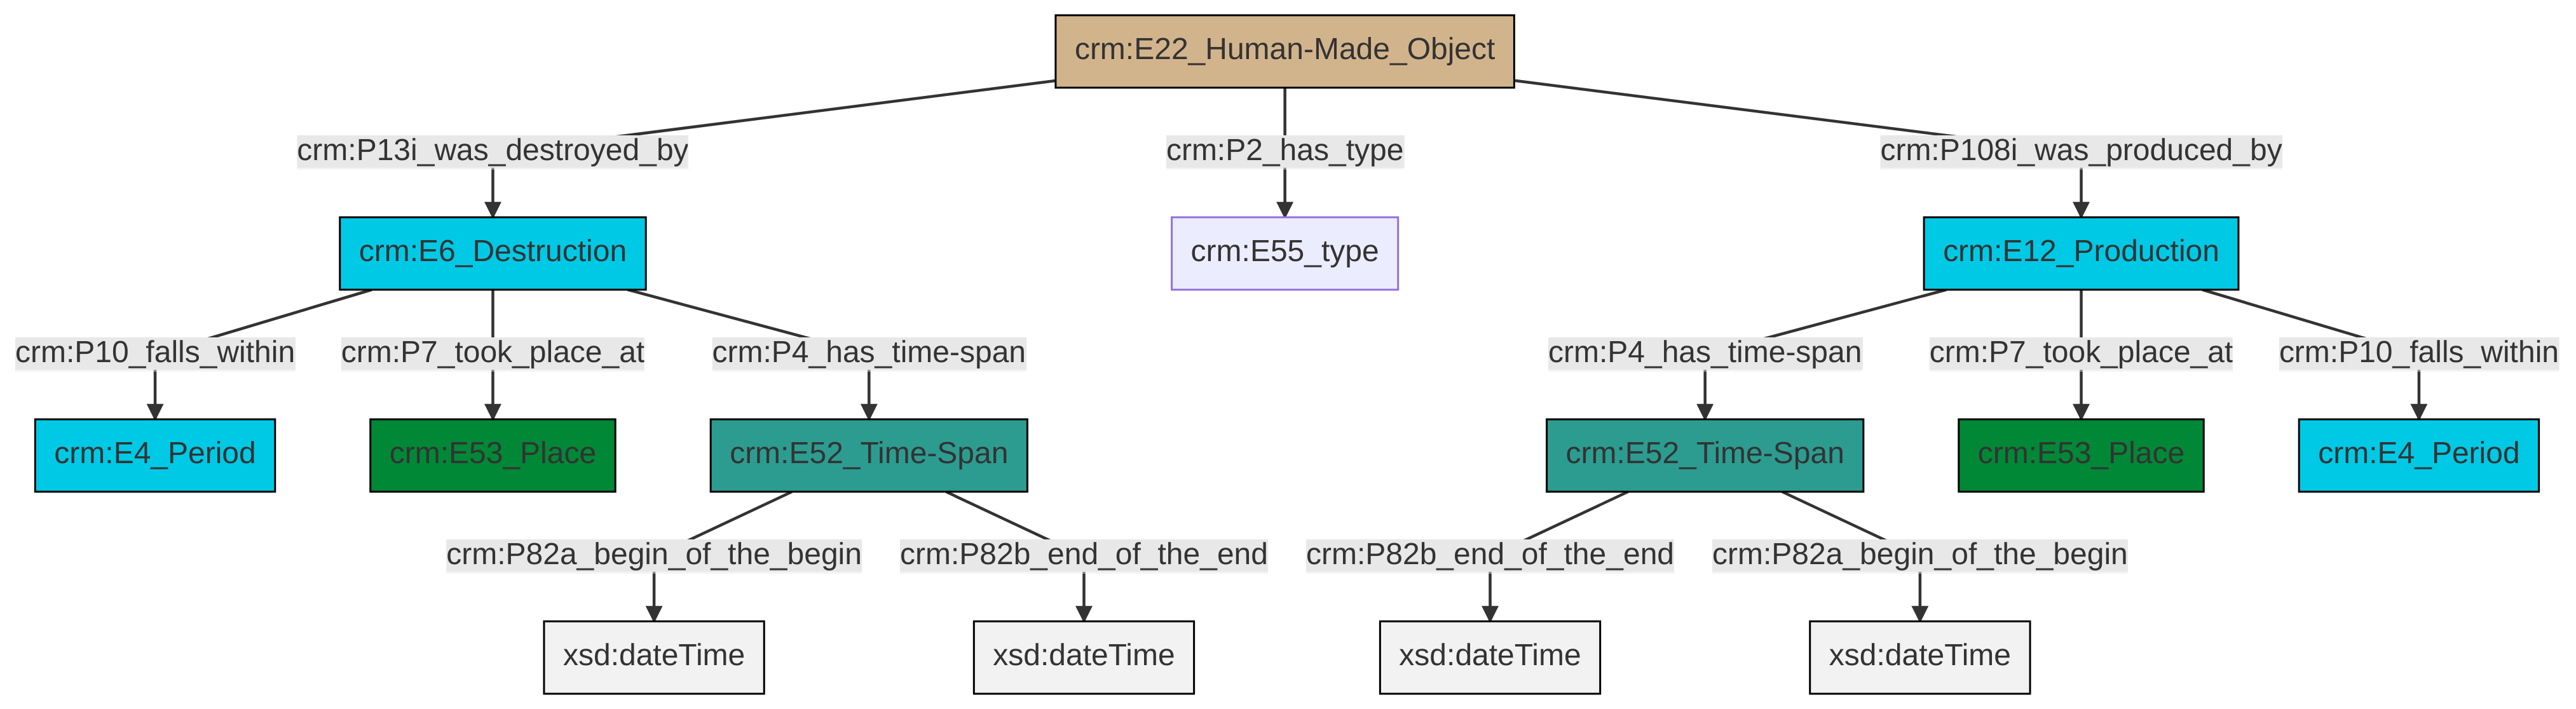 crm:E22_Human-Made_Object
crm:P13i_was_destroyed_by
crm:P2_has_type
crm:P108i_was_produced_by
crm:E6_Destruction
crm:E55_type
crm:E12_Production
crm:P10_falls_within
crm:P7_took_place_at
crm:P4_has_time-span
crm:P4_has_time-span
crm:P7_took_place_at
crm:P10_falls_within
crm:E4_Period
crm:E53_Place
crm:E52_Time-Span
crm:E52_Time-Span
crm:E53_Place
crm:E4_Period
crm:P82a_begin_of_the_begin
crm:P82b_end_of_the_end
crm:P82b_end_of_the_end
crm:P82a_begin_of_the_begin
xsd:dateTime
xsd:dateTime
xsd:dateTime
xsd:dateTime